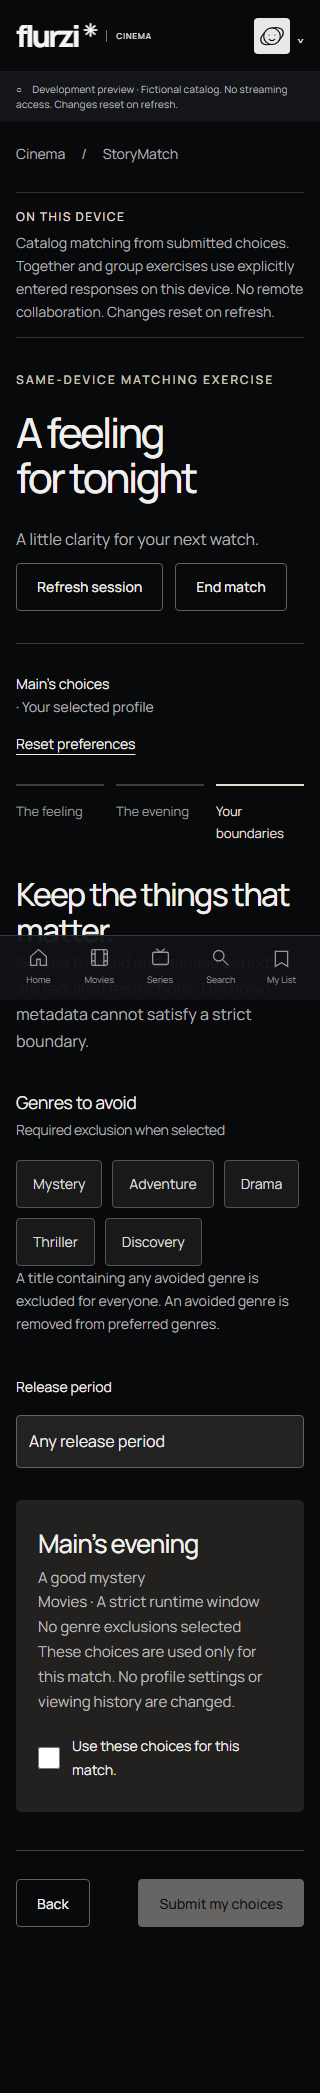 flurzi* | CINEMA
Development preview · Fictional catalog. No streaming
access. Changes reset on refresh.
Cinema / StoryMatch
ON THIS DEVICE
Catalog matching from submitted choices.
Together and group exercises use explicitly
entered responses on this device. No remote
collaboration. Changes reset on refresh.
SAME-DEVICE MATCHING EXERCISE
A feeling
for tonight
A little clarity for your next watch.
Refresh session End match
Main's choices
· Your selected profile
Reset preferences
The feeling The evening Your
boundaries
Keep the things that
matter.
Home Movies Series Search My List
metadata cannot satisfy a strict
boundary.
Genres to avoid
Required exclusion when selected
Mystery Adventure Drama
Thriller Discovery
A title containing any avoided genre is
excluded for everyone. An avoided genre is
removed from preferred genres.
Release period
Any release period
Main's evening
A good mystery
Movies · A strict runtime window
No genre exclusions selected
These choices are used only for
this match. No profile settings or
viewing history are changed.
Use these choices for this
match.
Back Submit my choices